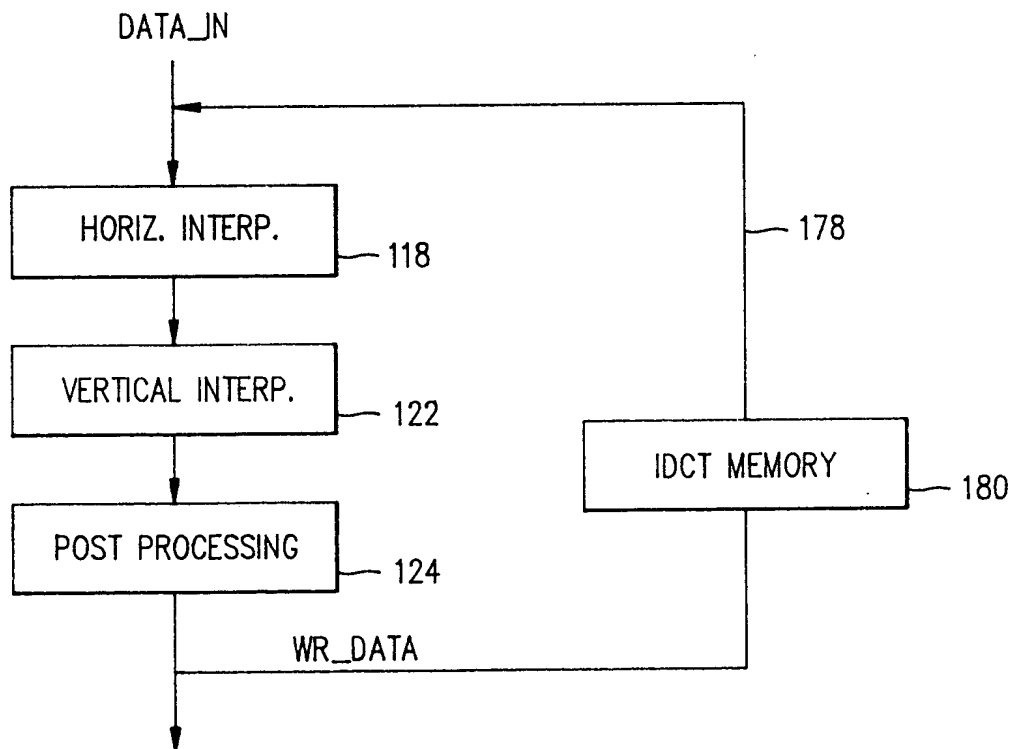 DATA_IN
HORIZ. INTERP.
118
178
VERTICAL INTERP.
122
IDCT MEMORY
180
POST PROCESSING
124
WR_DATA